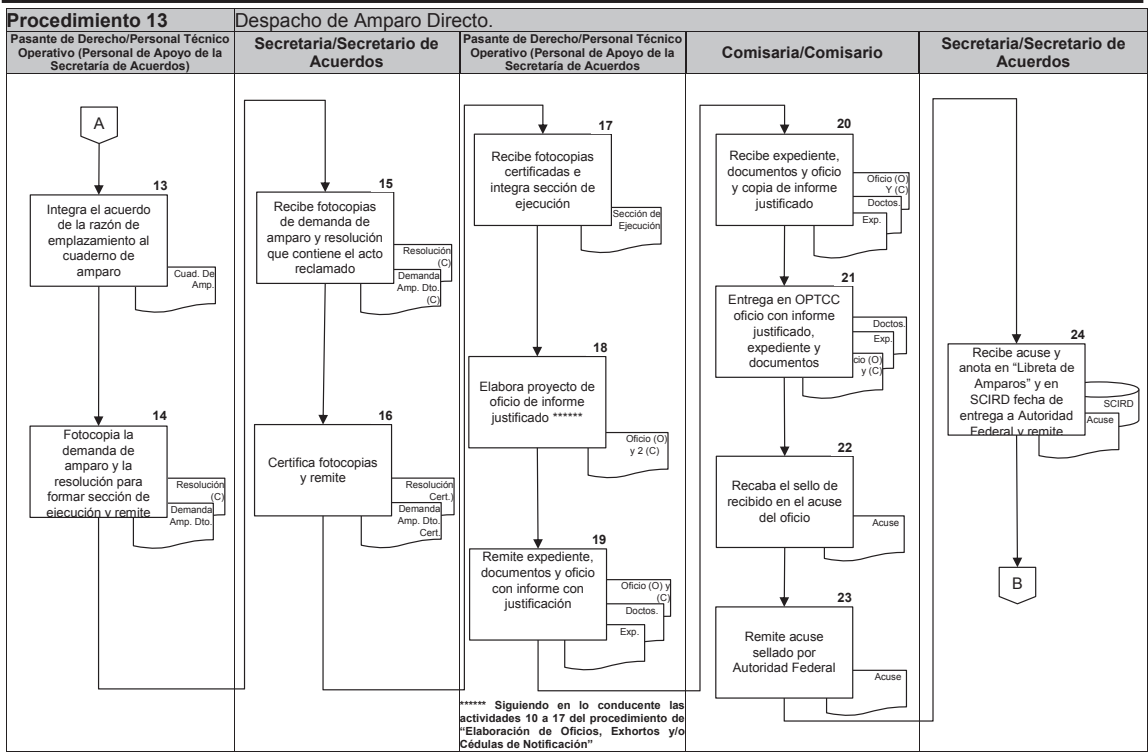 Procedimiento 13
Despacho de Amparo Directo.
Pasante de Derecho/Personal Técnico
Operativo (Personal de Apoyo de la
Secretaría de Acuerdos)
Secretaria/Secretario de
Acuerdos
Pasante de Derecho/Personal Técnico
Operativo (Personal de Apoyo de la
Secretaría de Acuerdos
Comisaria/Comisario
Secretaria/Secretario de
Acuerdos
A
13
Integra el acuerdo
de la razón de
emplazamiento al
cuaderno de
amparo
Cuad. De
Amp.
14
Fotocopia la
demanda de
amparo y la
resolución para
formar sección de
ejecución y remite
Resolución
(C)
Demanda
Amp. Dto.
15
Recibe fotocopias
de demanda de
amparo y resolución
que contiene el acto
reclamado
Resolución
(C)
Demanda
Amp. Dto.
(C)
16
Certifica fotocopias
y remite
Resolución
Cert.)
Demanda
Amp. Dto.
Cert.
17
Recibe fotocopias
certificadas e
integra sección de
ejecución
Sección de
Ejecución
18
Elabora proyecto de
oficio de informe
justificado ******
Oficio (O)
y 2 (C)
19
Remite expediente,
documentos y oficio
con informe con
justificación
Oficio (O) y
(C)
Doctos.
Exp.
****** Siguiendo en lo conducente las
actividades 10 a 17 del procedimiento de
“Elaboración de Oficios, Exhortos y/o
Cédulas de Notificación”
20
Recibe expediente,
documentos y oficio
y copia de informe
justificado
Oficio (O)
Y (C)
Doctos.
Exp.
21
Entrega en OPTCC
oficio con informe
justificado,
expediente y
documentos
Doctos.
Exp.
cio (O)
y (C)
22
Recaba el sello de
recibido en el acuse
del oficio
Acuse
23
Remite acuse
sellado por
Autoridad Federal
Acuse
24
Recibe acuse y
anota en “Libreta de
Amparos” y en
SCIRD fecha de
entrega a Autoridad
Federal y remite
SCIRD
Acuse
B